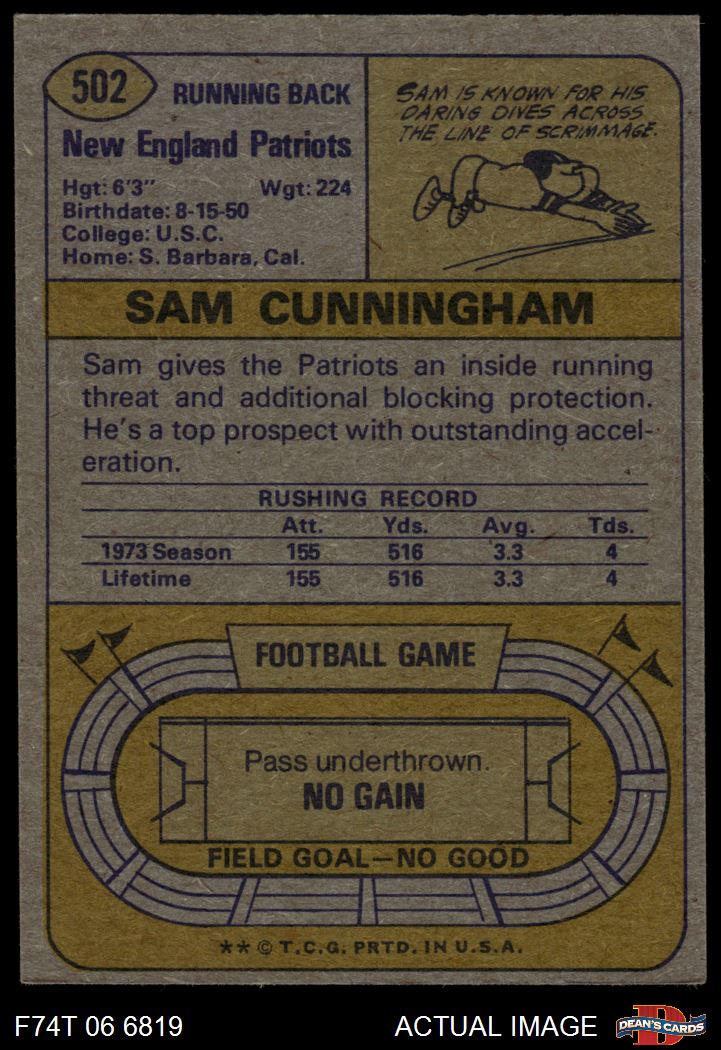 502
RUNNING BACK
New England Patriots
Hgt: 6'3" Wgt: 224
Birthdate: 8-15-50
College: U.S.C.
Home: S. Barbara, Cal.
SAM IS KNOWN FOR HIS
DARING DIVES ACROSS
THE LINE OF SCRIMMAGE.
SAM CUNNINGHAM
Sam gives the Patriots an inside running
threat and additional blocking protection.
He's a top prospect with outstanding accel-
eration.
RUSHING RECORD
Att. Yds. Avg. Tds.
1973 Season 155 516 3.3 4
Lifetime 155 516 3.3 4
FOOTBALL GAME
Pass underthrown.
NO GAIN
FIELD GOAL—NO GOOD
** © T.C.G. PRTD. IN U.S.A.
F74T 06 6819 ACTUAL IMAGE
D
DEAN'S CARDS